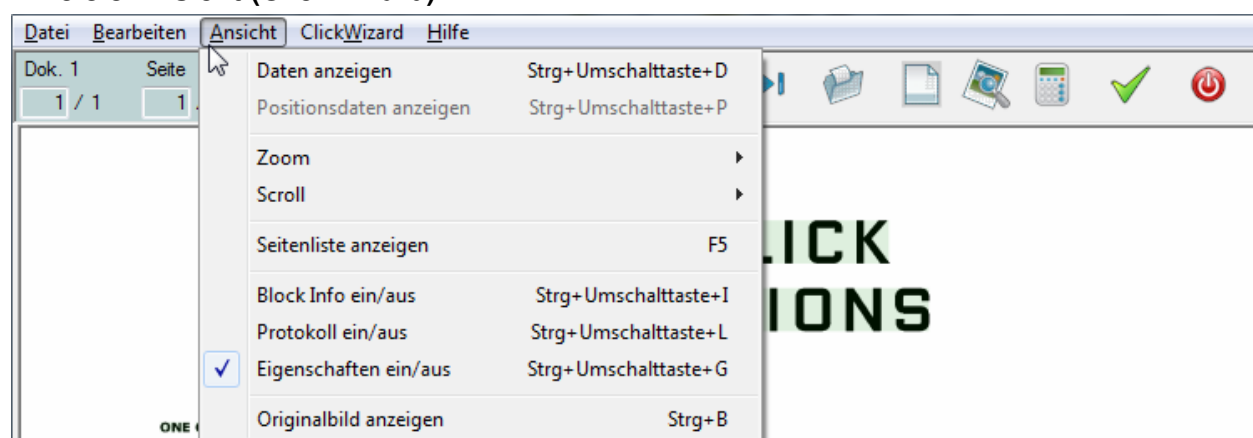 Datei Bearbeiten Ansicht ClickWizard Hilfe
Dok. 1 Seite
1 / 1 1
Daten anzeigen Strg+Umschalttaste+D
Positionsdaten anzeigen Strg+Umschalttaste+P
Zoom
Scroll
Seitenliste anzeigen F5
Block Info ein/aus Strg+Umschalttaste+I
Protokoll ein/aus Strg+Umschalttaste+L
Eigenschaften ein/aus Strg+Umschalttaste+G
Originalbild anzeigen Strg+B
LICK
IONS
ONE